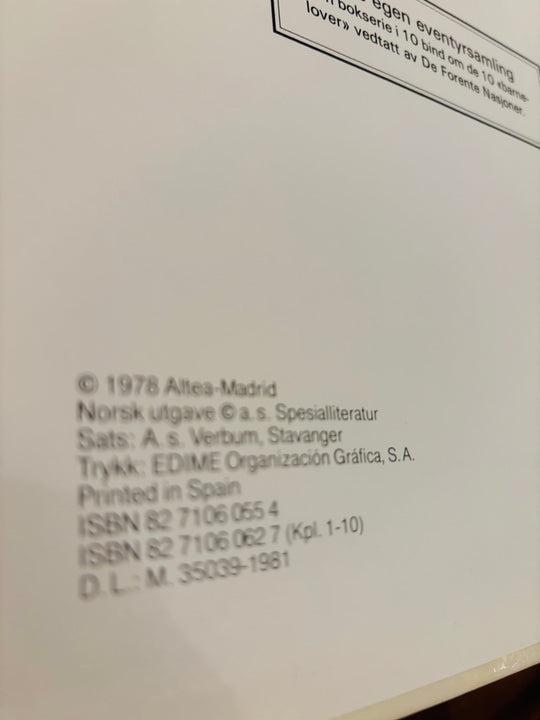 egen eventyrsamling
bokserie i 10 bind om de 10 «barne-
lover» vedtatt av De Forente Nasjoner.
© 1978 Altea-Madrid
Norsk utgave © a.s. Spesialliteratur
Sats: A.s. Verbum, Stavanger
Trykk: EDIME Organización Gráfica, S.A.
Printed in Spain
ISBN 82 7106 055 4
ISBN 82 7106 062 7 (Kpl. 1-10)
D. L.: M. 35039-1981